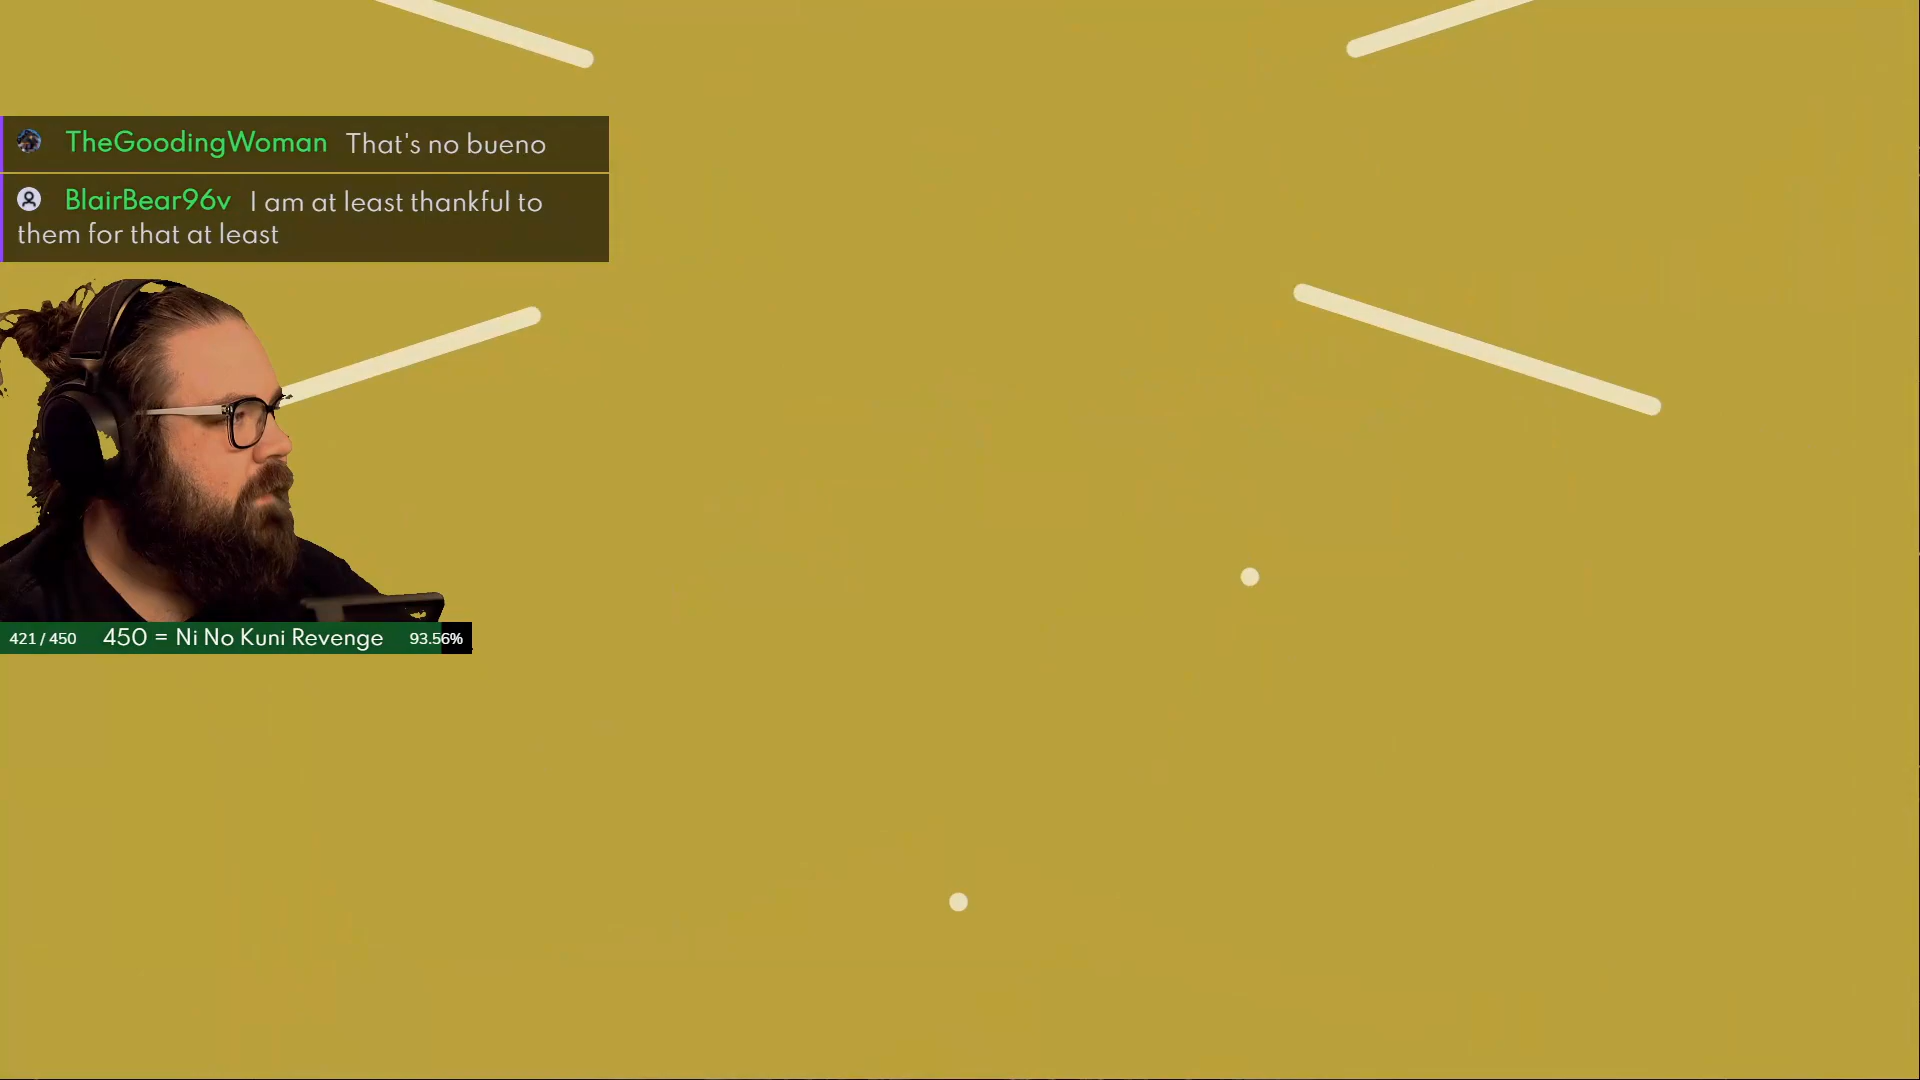 TheGoodingWoman That's no bueno
BlairBear96v I am at least thankful to
them for that at least
421 / 450 450 = Ni No Kuni Revenge 93.56%